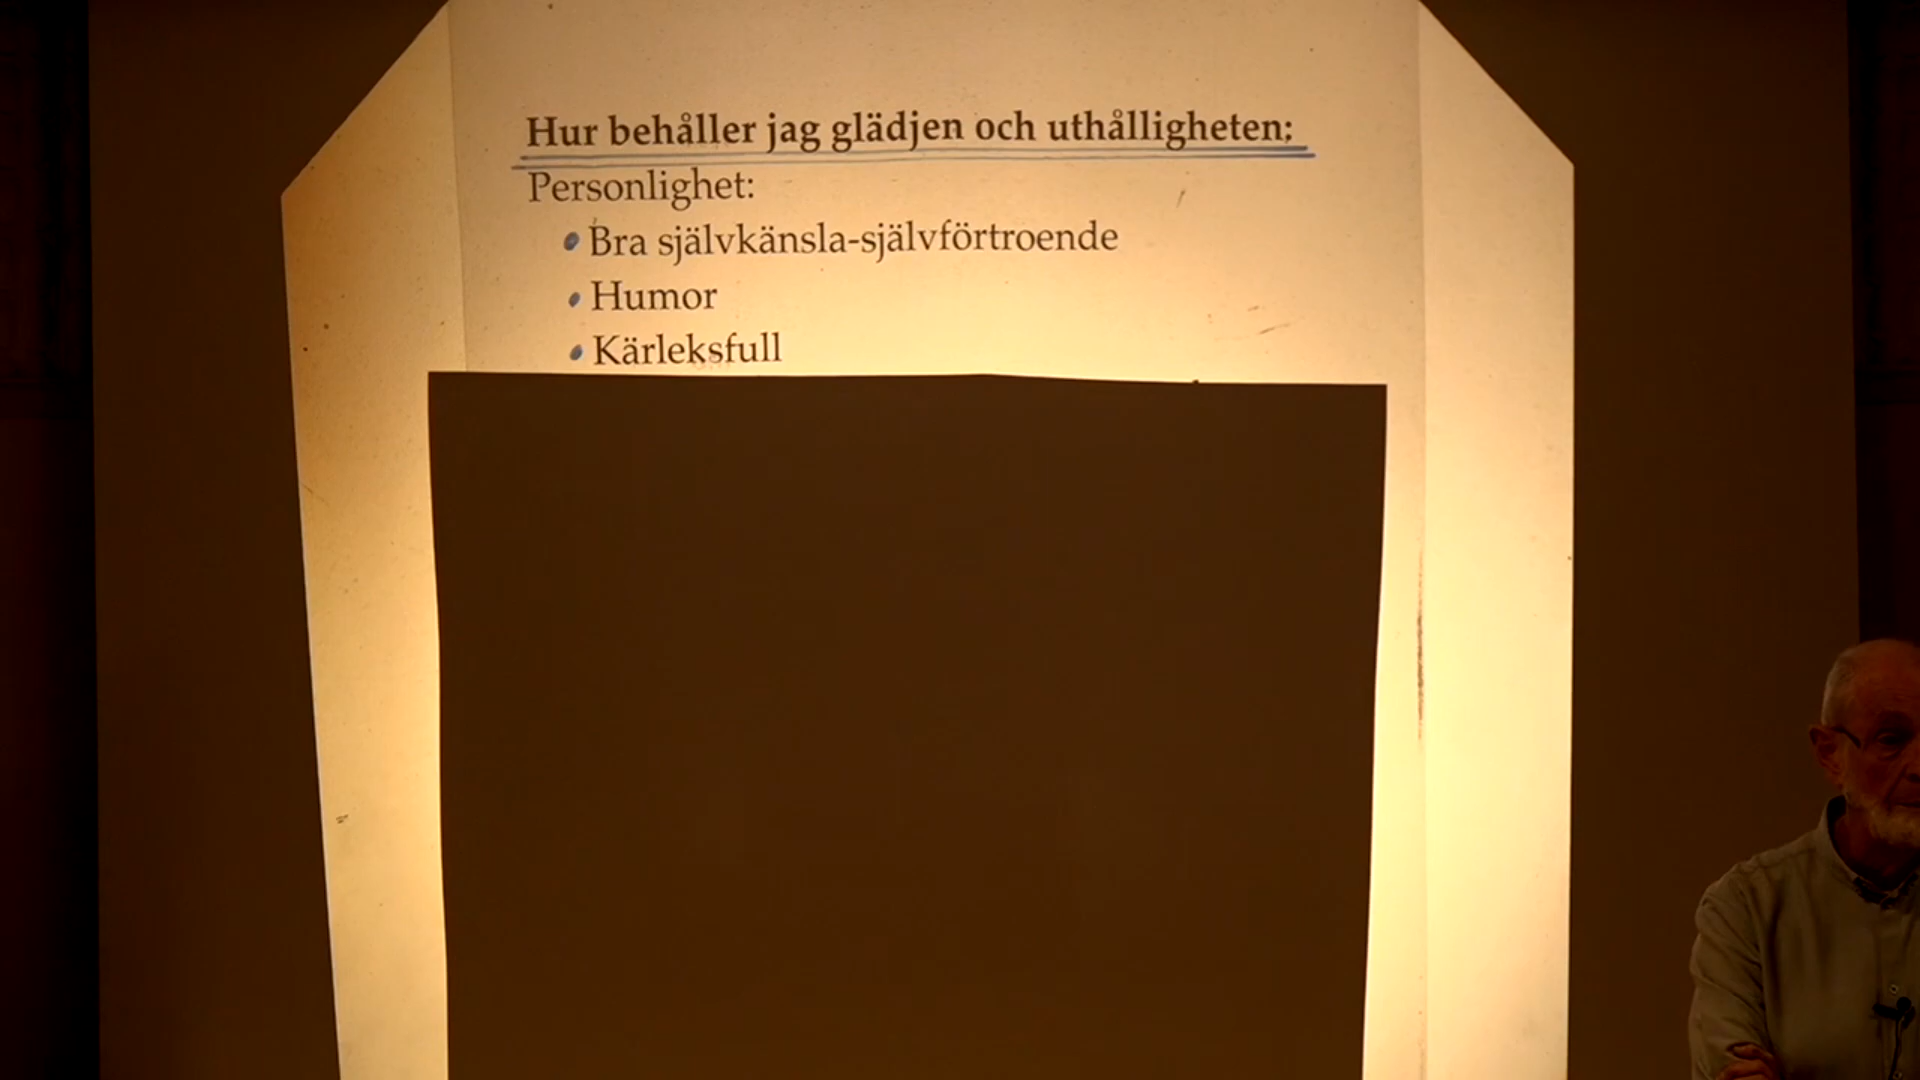 Hur behåller jag glädjen och uthålligheten:
Personlighet:
• Bra självkänsla-självförtroende
• Humor
• Kärleksfull